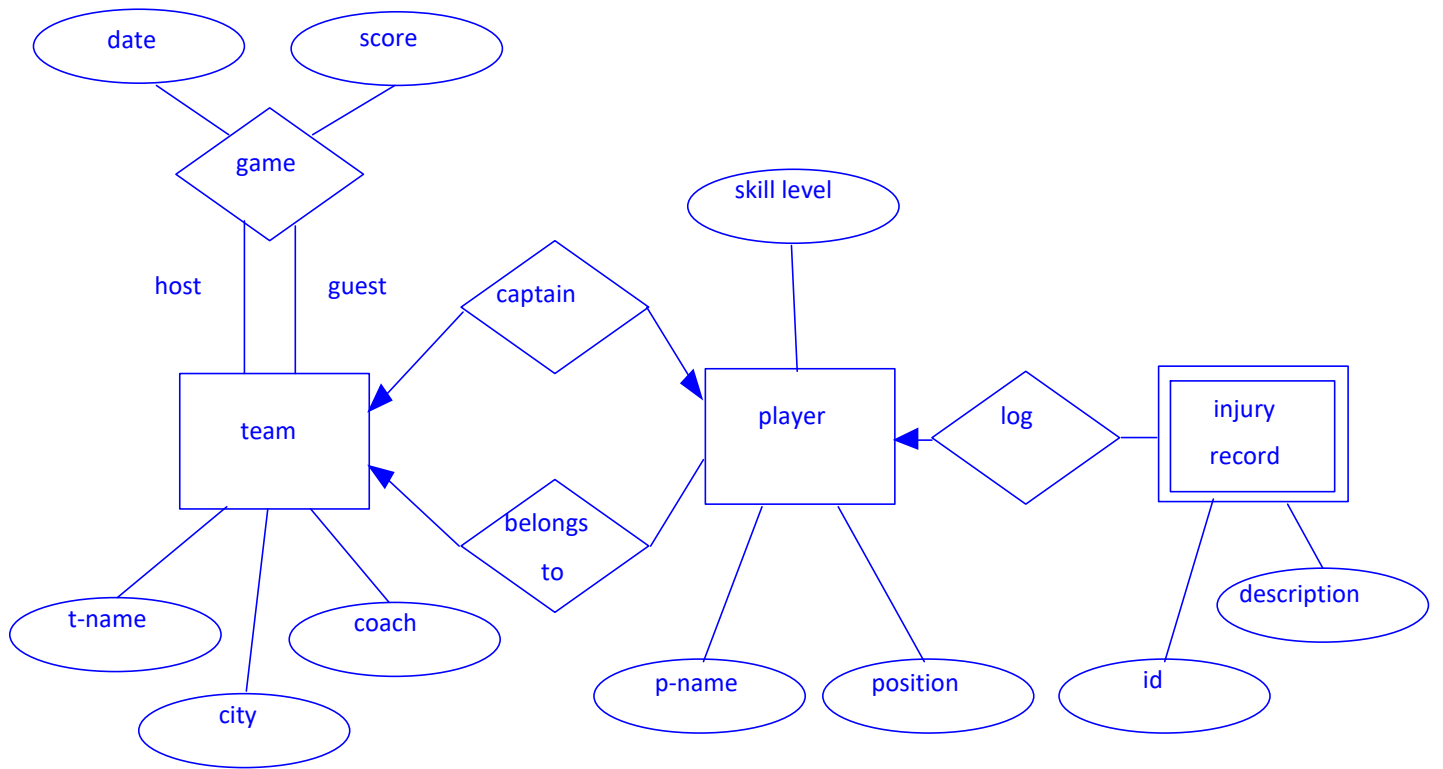 date
score
game
skill level
host
guest
captain
team
player
log
injury
record
belongs
to
t-name
coach
city
p-name
position
id
description